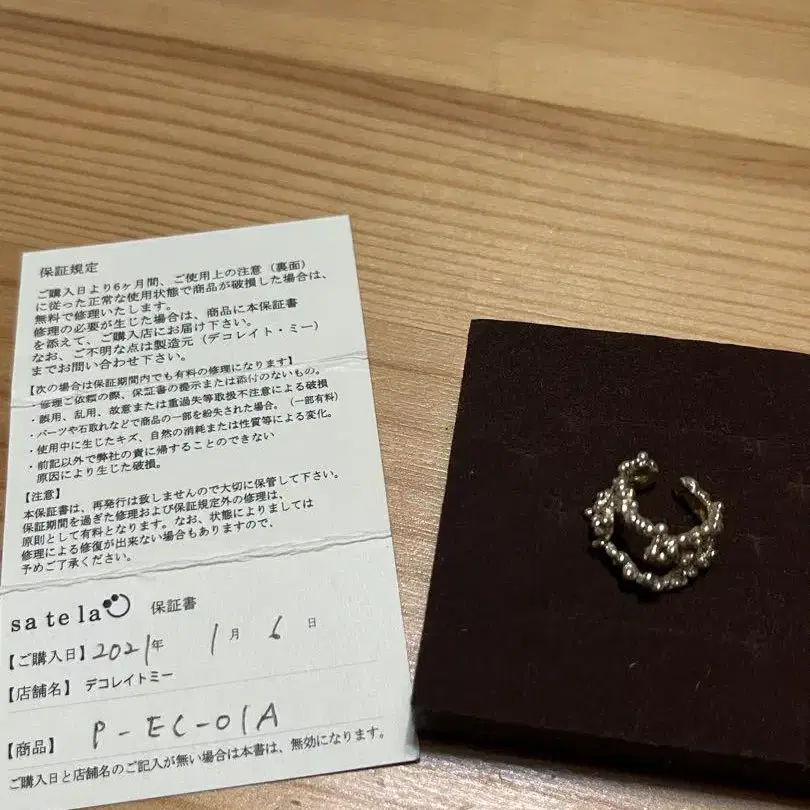 保証規定
ご購入日より6ヶ月間、ご使用上の注意（裏面）
に従った正常な使用状態で商品が破損した場合は、
無料で修理いたします。
修理の必要が生じた場合は、商品に本保証書
を添えて、ご購入店にお届け下さい。
なお、ご不明な点は製造元（デコレイト・ミー）
までお問い合わせ下さい。
【次の場合は保証期間内でも有料の修理になります】
・修理ご依頼の際、保証書の提示または添付のないもの。
・誤用、乱用、故意または重過失等取扱不注意による破損
・パーツや石取れなどで商品の一部を紛失された場合。（一部有料）
・使用中に生じたキズ、自然の消耗または性質等による変化。
・前記以外で弊社の責に帰することのできない
原因により生じた破損。
【注意】
本保証書は、再発行は致しませんので大切に保管して下さい。
保証期間を過ぎた修理および保証規定外の修理は、
原則として有料となります。なお、状態によりましては
修理による修復が出来ない場合もありますので、
予めご了承ください。
satela 保証書
【ご購入日】2021年 1月 6日
【店舗名】デコレイトミー
【商品】 P-EC-01A
ご購入日と店舗名のご記入が無い場合は本書は、無効になります。